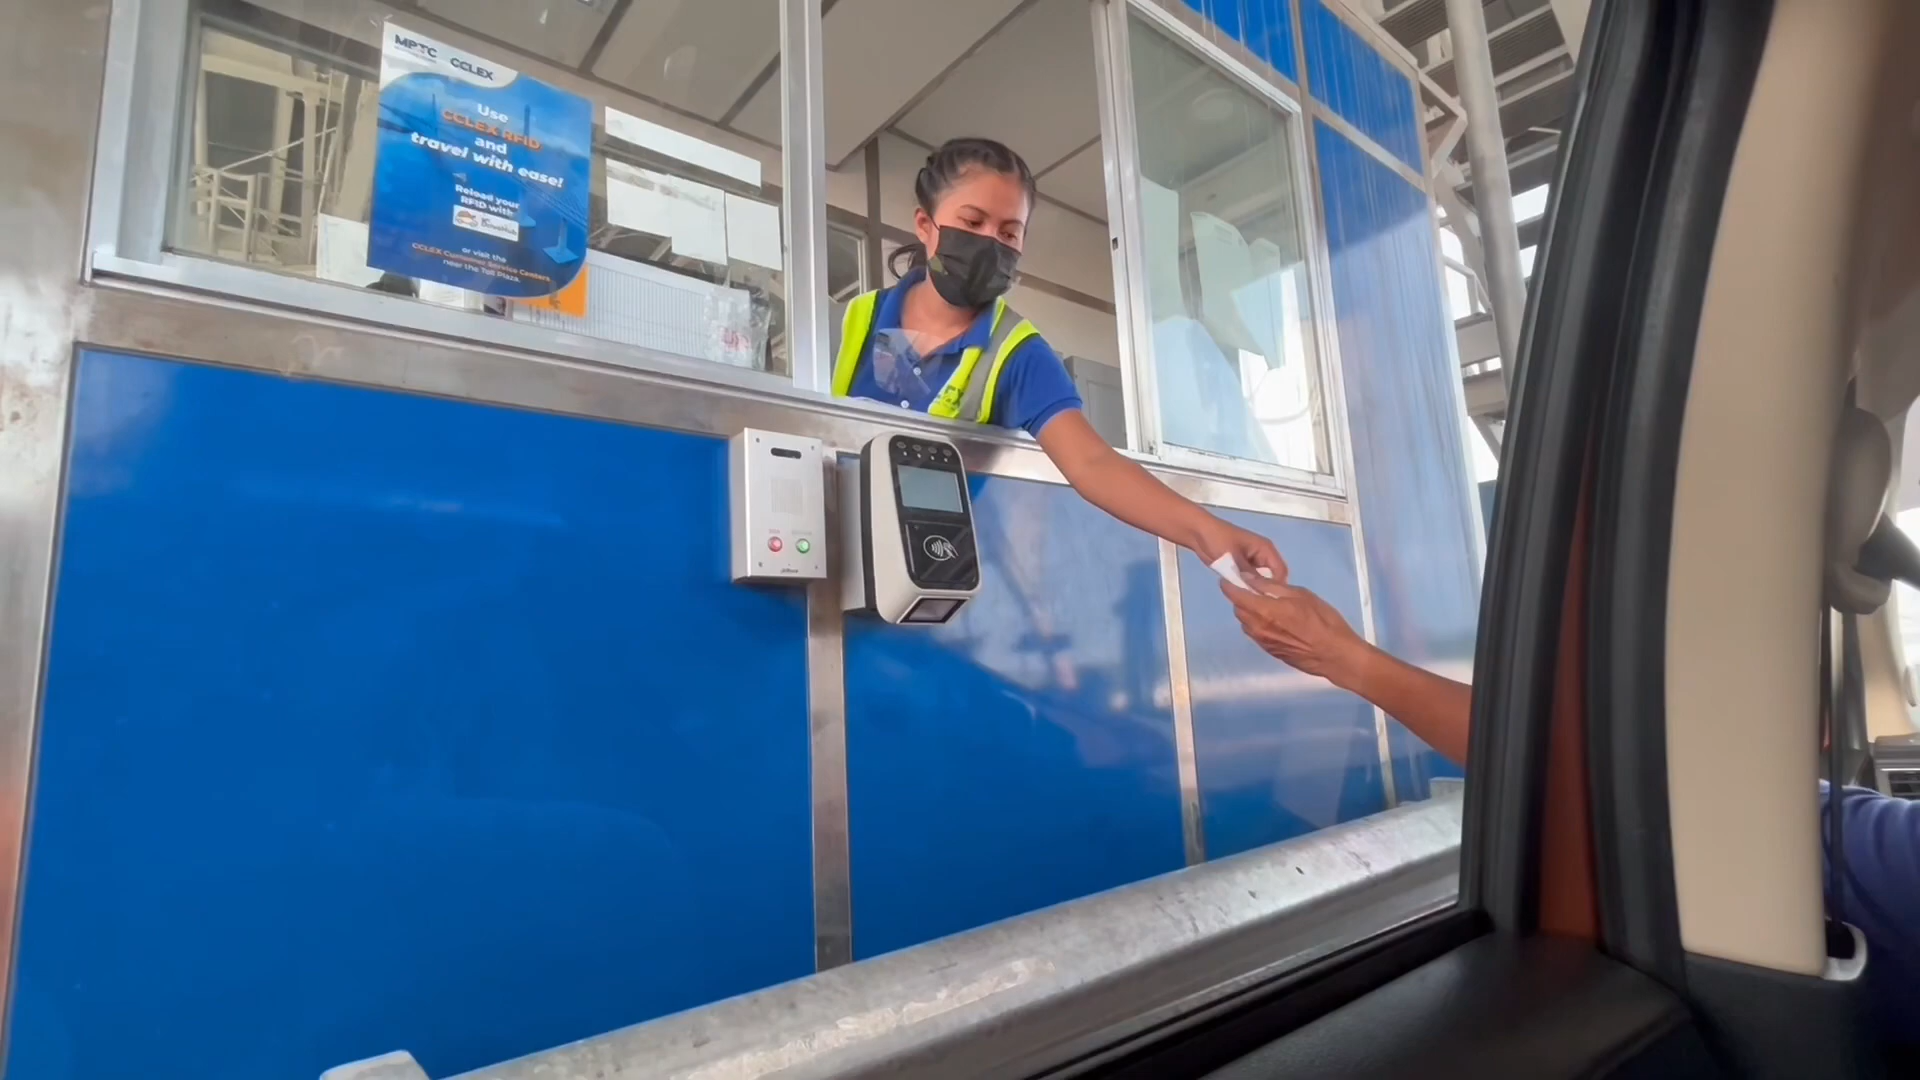 MPTC
CCLEX
Use
CCLEX RFID
and
travel with ease!
Reload your
RFID with
DriveHub
or visit the
CCLEX Customer Service Centers
near the Toll Plaza.